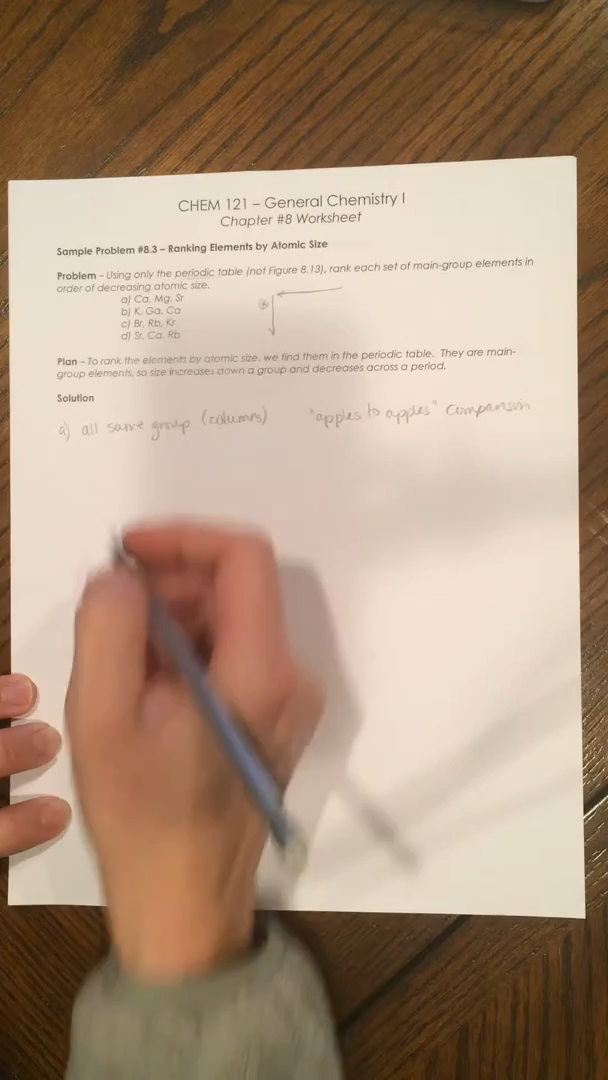 CHEM 121 – General Chemistry I
Chapter #8 Worksheet
Sample Problem #8.3 – Ranking Elements by Atomic Size
Problem – Using only the periodic table (not Figure 8.13), rank each set of main-group elements in
order of decreasing atomic size.
a) Ca, Mg, Sr
b) K, Ga, Ca
c) Br, Rb, Kr
d) Sr, Ca, Rb
Plan – To rank the elements by atomic size, we find them in the periodic table. They are main-
group elements, so size increases down a group and decreases across a period.
Solution
a) all same group (columns) "apples to apples" comparison